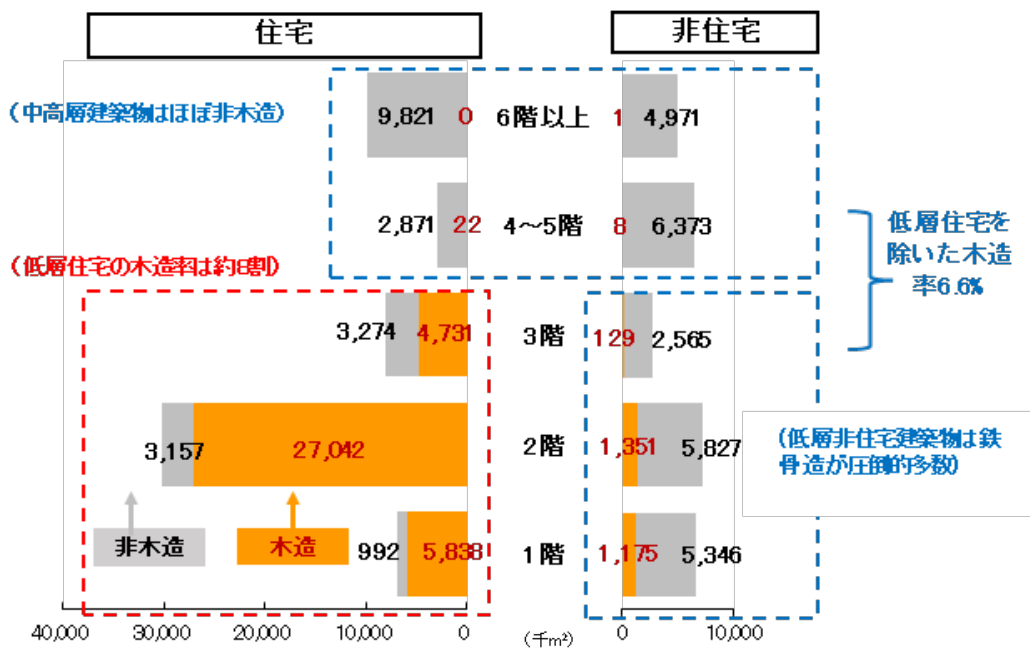 住宅
非住宅
(中高層建築物はほぼ非木造)
9,821 0 6階以上 1 4,971
2,871 22 4～5階 8 6,373
低層住宅を
除いた木造
率6.6%
(低層住宅の木造率は約8割)
3,274 4,731 3階 129 2,565
3,157 27,042 2階 1,351 5,827
(低層非住宅建築物は鉄
骨造が圧倒的多数)
非木造
木造
992 5,838 1階 1,175 5,346
40,000 30,000 20,000 10,000 0 (千m²) 0 10,000